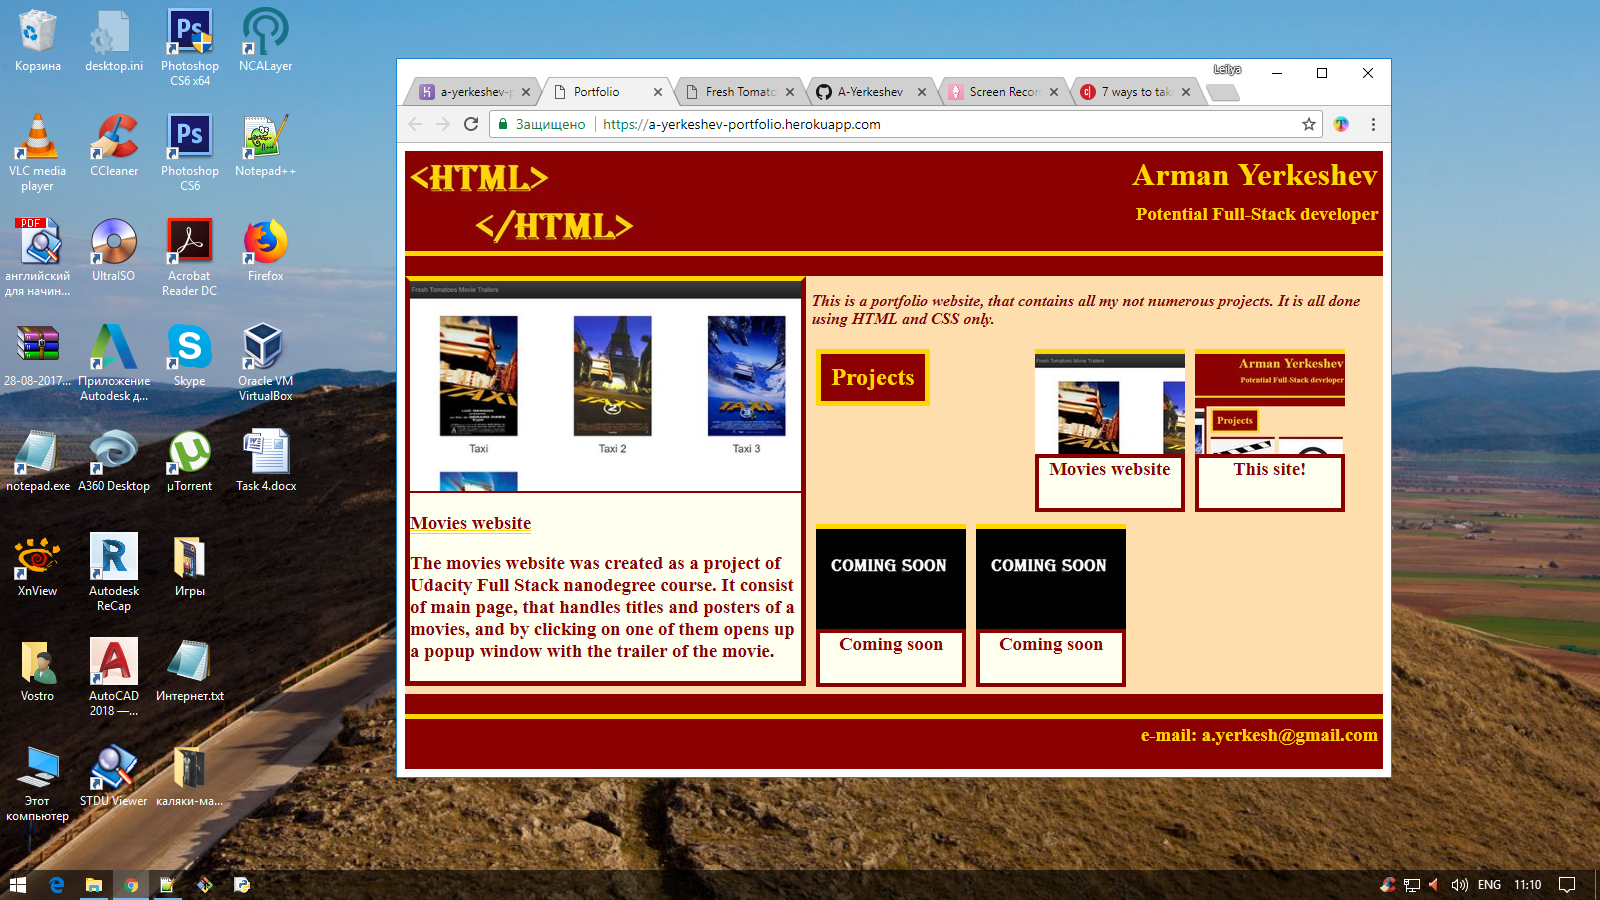 Корзина
desktop.ini
Photoshop
CS6 x64
NCALayer
VLC media
player
CCleaner
Photoshop
CS6
Notepad++
PDF
английский
для начин...
UltraISO
Acrobat
Reader DC
Firefox
28-08-2017...
Приложение
Autodesk д...
Skype
Oracle VM
VirtualBox
notepad.exe
A360 Desktop
µTorrent
Task 4.docx
XnView
Autodesk
ReCap
Игры
Vostro
AutoCAD
2018 —...
Интернет.txt
Этот
компьютер
STDU Viewer
каляки-ма...
Leilya
a-yerkeshev-p
Portfolio
Fresh Tomato
A-Yerkeshev
Screen Recor
7 ways to tak
Защищено
https://a-yerkeshev-portfolio.herokuapp.com
<HTML>
</HTML>
Arman Yerkeshev
Potential Full-Stack developer
Fresh Tomatoes Movie Trailers
TAXI
Taxi
Taxi 2
Taxi 3
Movies website
The movies website was created as a project of
Udacity Full Stack nanodegree course. It consist
of main page, that handles titles and posters of a
movies, and by clicking on one of them opens up
a popup window with the trailer of the movie.
This is a portfolio website, that contains all my not numerous projects. It is all done
using HTML and CSS only.
Projects
Fresh Tomatoes Movie Trailers
Movies website
Arman Yerkeshev
Potential Full-Stack developer
Projects
This site!
COMING SOON
Coming soon
COMING SOON
Coming soon
e-mail: a.yerkesh@gmail.com
ENG
11:10